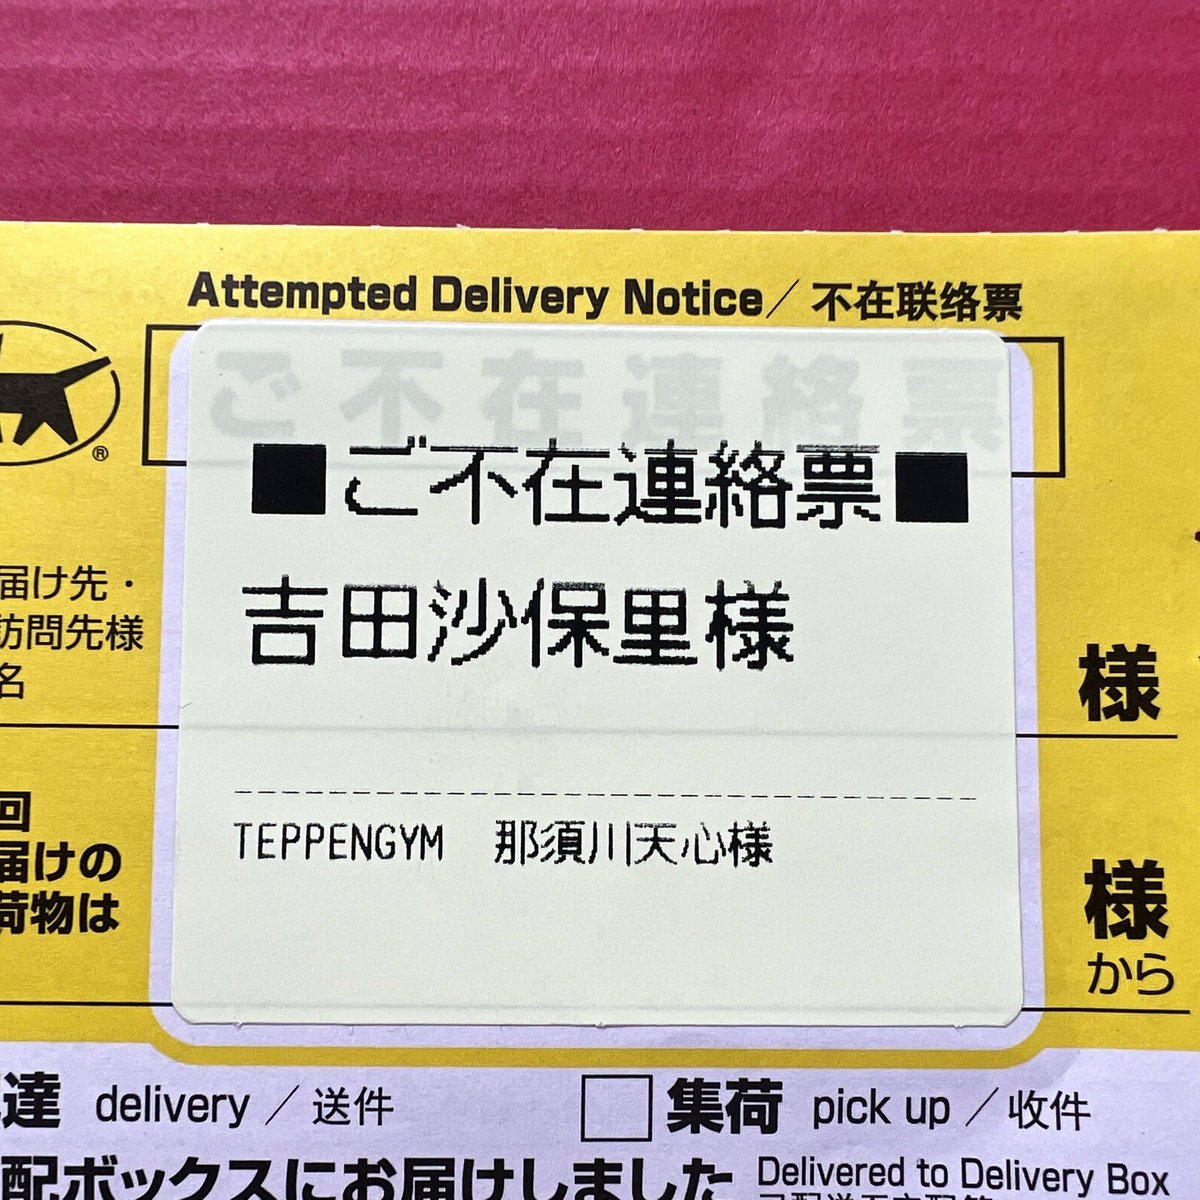 Attempted Delivery Notice／不在联络票
ご不在連絡票
■ご不在連絡票■
®
届け先・
訪問先様
名
吉田沙保里様
様
回
届けの
荷物は
TEPPENGYM　那須川天心様
様
から
達 delivery／送件
□集荷 pick up／收件
配ボックスにお届けしました Delivered to Delivery Box